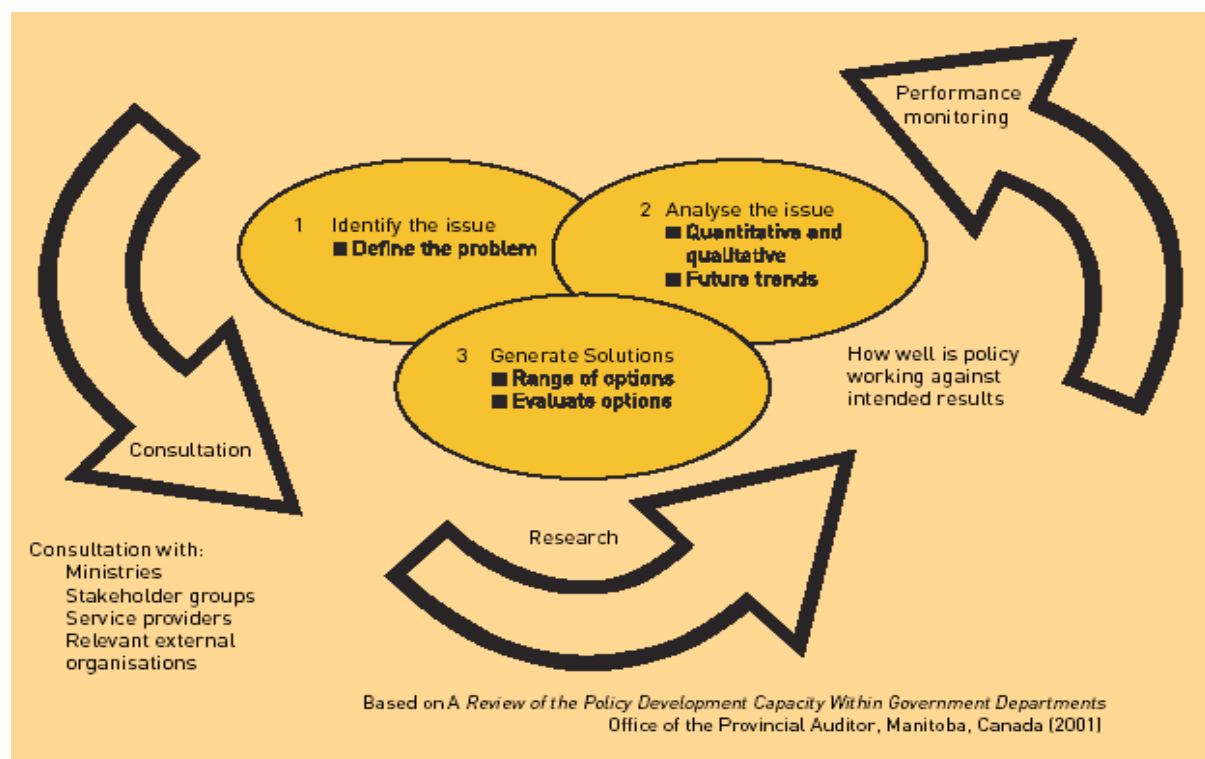 1 Identify the issue
■ Define the problem
2 Analyse the issue
■ Quantitative and
qualitative
■ Future trends
3 Generate Solutions
■ Range of options
■ Evaluate options
Performance
monitoring
How well is policy
working against
intended results
Consultation
Consultation with:
Ministries
Stakeholder groups
Service providers
Relevant external
organisations
Research
Based on A Review of the Policy Development Capacity Within Government Departments
Office of the Provincial Auditor, Manitoba, Canada (2001)